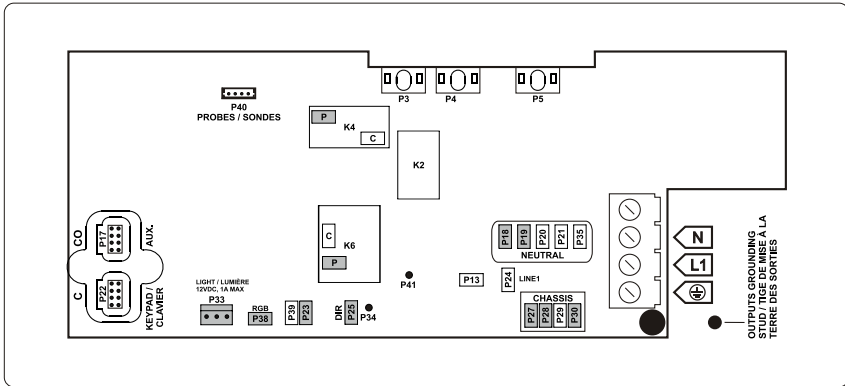 P3
P4
P5
P40
PROBES / SONDES
P
K4
C
K2
CO
P17
AUX.
C
P22
KEYPAD /
CLAVIER
C
K6
P
P18
P19
P20
P21
P35
NEUTRAL
N
L1
P41
P13
P24
LINE1
LIGHT / LUMIÈRE
12VDC, 1A MAX
P33
RGB
P38
P39
P23
DIR
P25
P34
CHASSIS
P27
P28
P29
P30
OUTPUTS GROUNDING
STUD / TIGE DE MISE À LA
TERRE DES SORTIES